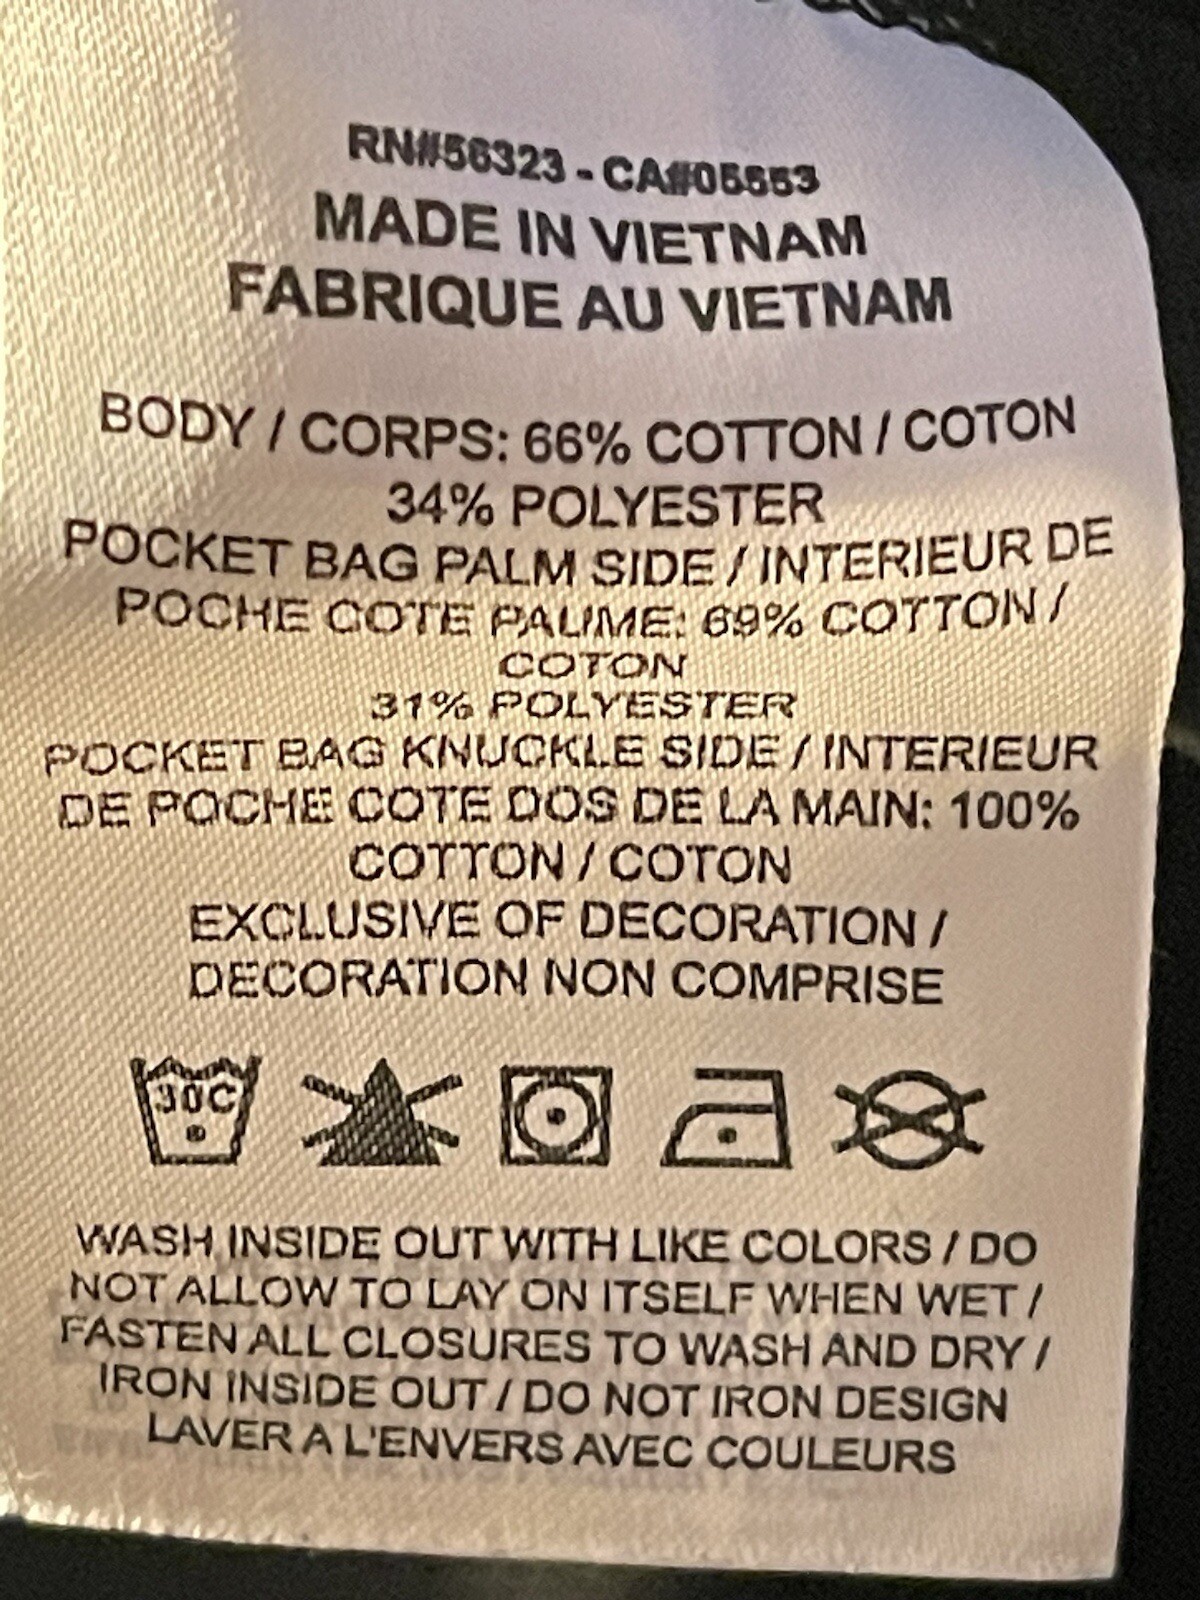 RN#56323 - CA#05553
MADE IN VIETNAM
FABRIQUE AU VIETNAM
BODY / CORPS: 66% COTTON / COTON
34% POLYESTER
POCKET BAG PALM SIDE / INTERIEUR DE
POCHE COTE PAUME: 69% COTTON /
COTON
31% POLYESTER
POCKET BAG KNUCKLE SIDE / INTERIEUR
DE POCHE COTE DOS DE LA MAIN: 100%
COTTON / COTON
EXCLUSIVE OF DECORATION /
DECORATION NON COMPRISE
30C
WASH INSIDE OUT WITH LIKE COLORS / DO
NOT ALLOW TO LAY ON ITSELF WHEN WET /
FASTEN ALL CLOSURES TO WASH AND DRY /
IRON INSIDE OUT / DO NOT IRON DESIGN
LAVER A L'ENVERS AVEC COULEURS